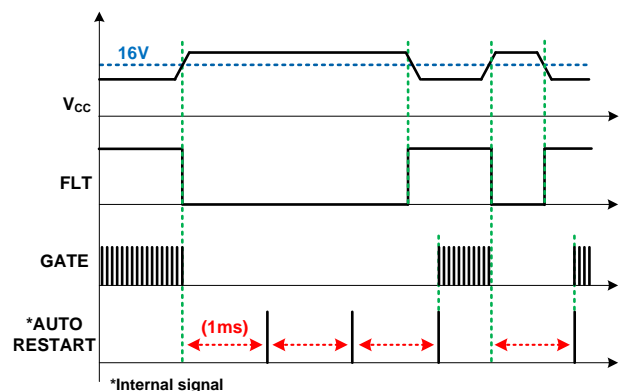 16V
VCC
FLT
GATE
(1ms)
*AUTO
RESTART
*Internal signal